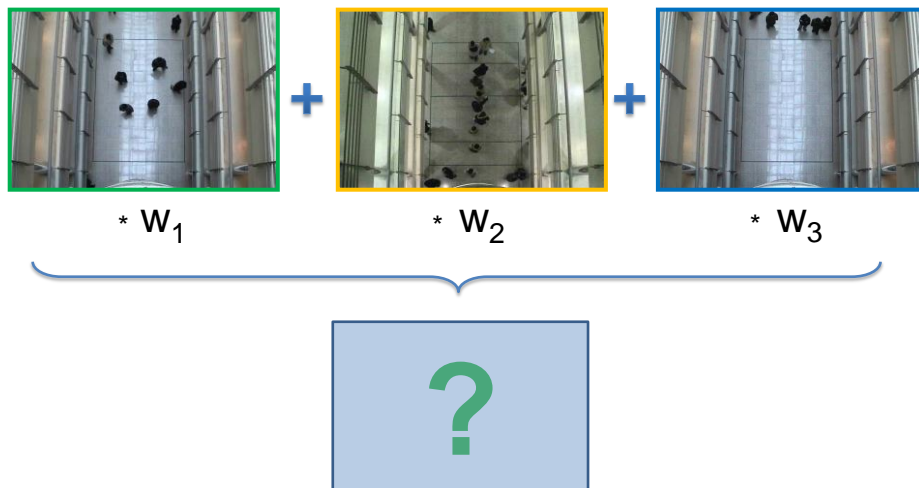 + +
* w₁ * w₂ * w₃
?